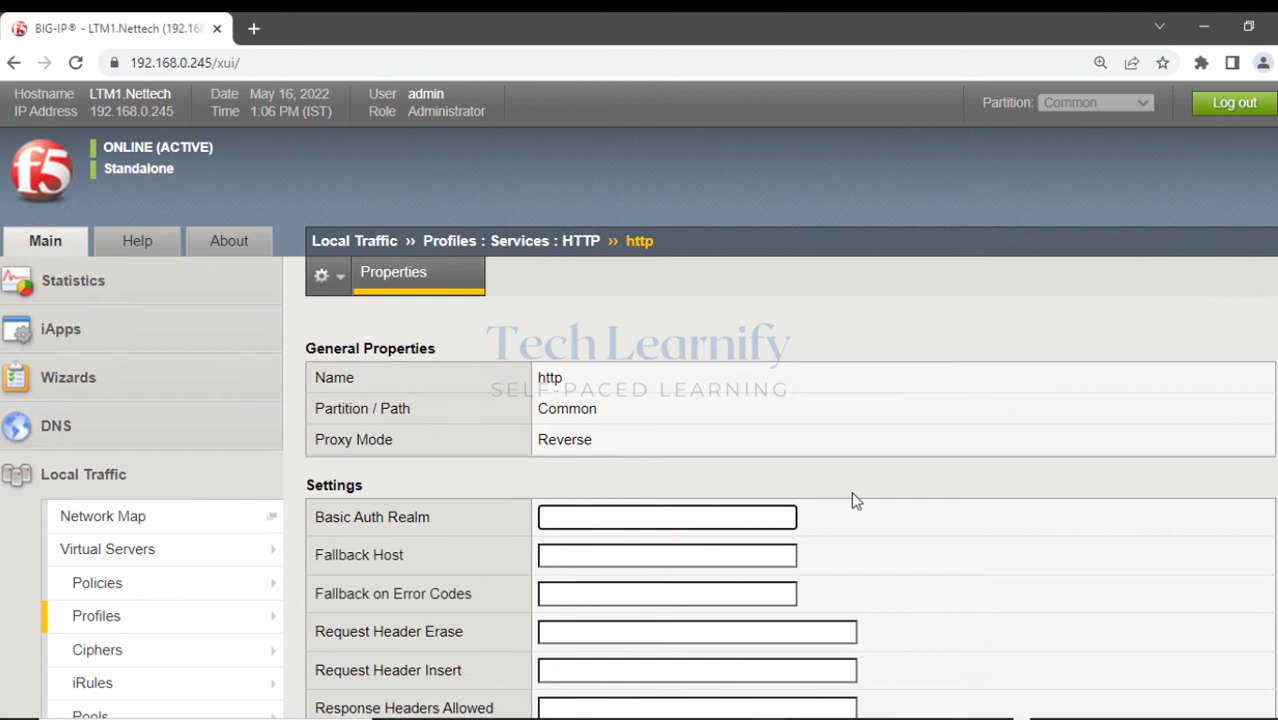 BIG-IP® - LTM1.Nettech (192.168
192.168.0.245/xui/
Hostname LTM1.Nettech
IP Address 192.168.0.245
Date May 16, 2022
Time 1:06 PM (IST)
User admin
Role Administrator
Partition: Common
Log out
f5
ONLINE (ACTIVE)
Standalone
Main
Help
About
Local Traffic ›› Profiles : Services : HTTP ›› http
Properties
Statistics
iApps
Wizards
DNS
Local Traffic
Network Map
Virtual Servers
Policies
Profiles
Ciphers
iRules
Pools
Tech Learnify
SELF-PACED LEARNING
General Properties
Name http
Partition / Path Common
Proxy Mode Reverse
Settings
Basic Auth Realm
Fallback Host
Fallback on Error Codes
Request Header Erase
Request Header Insert
Response Headers Allowed